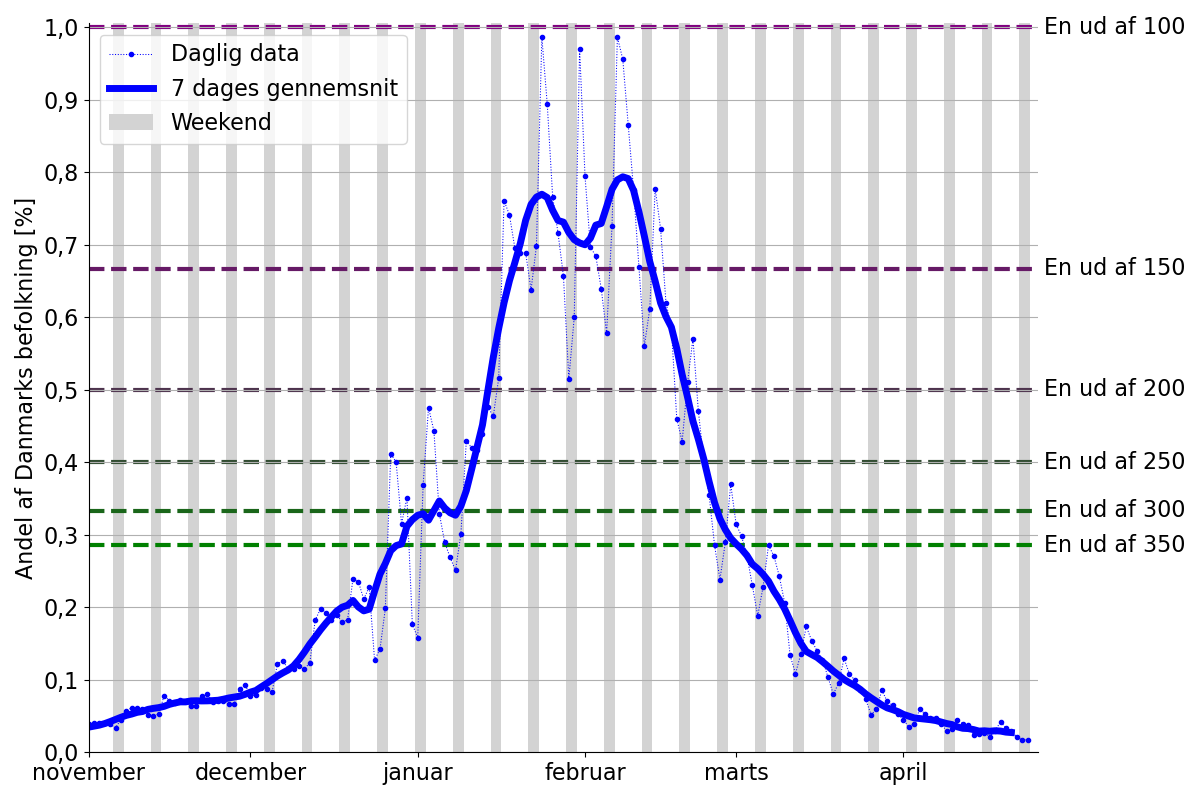 1,0
0,9
0,8
0,7
0,6
0,5
0,4
0,3
0,2
0,1
0,0
Andel af Danmarks befolkning [%]
Daglig data
7 dages gennemsnit
Weekend
En ud af 100
En ud af 150
En ud af 200
En ud af 250
En ud af 300
En ud af 350
november december januar februar marts april